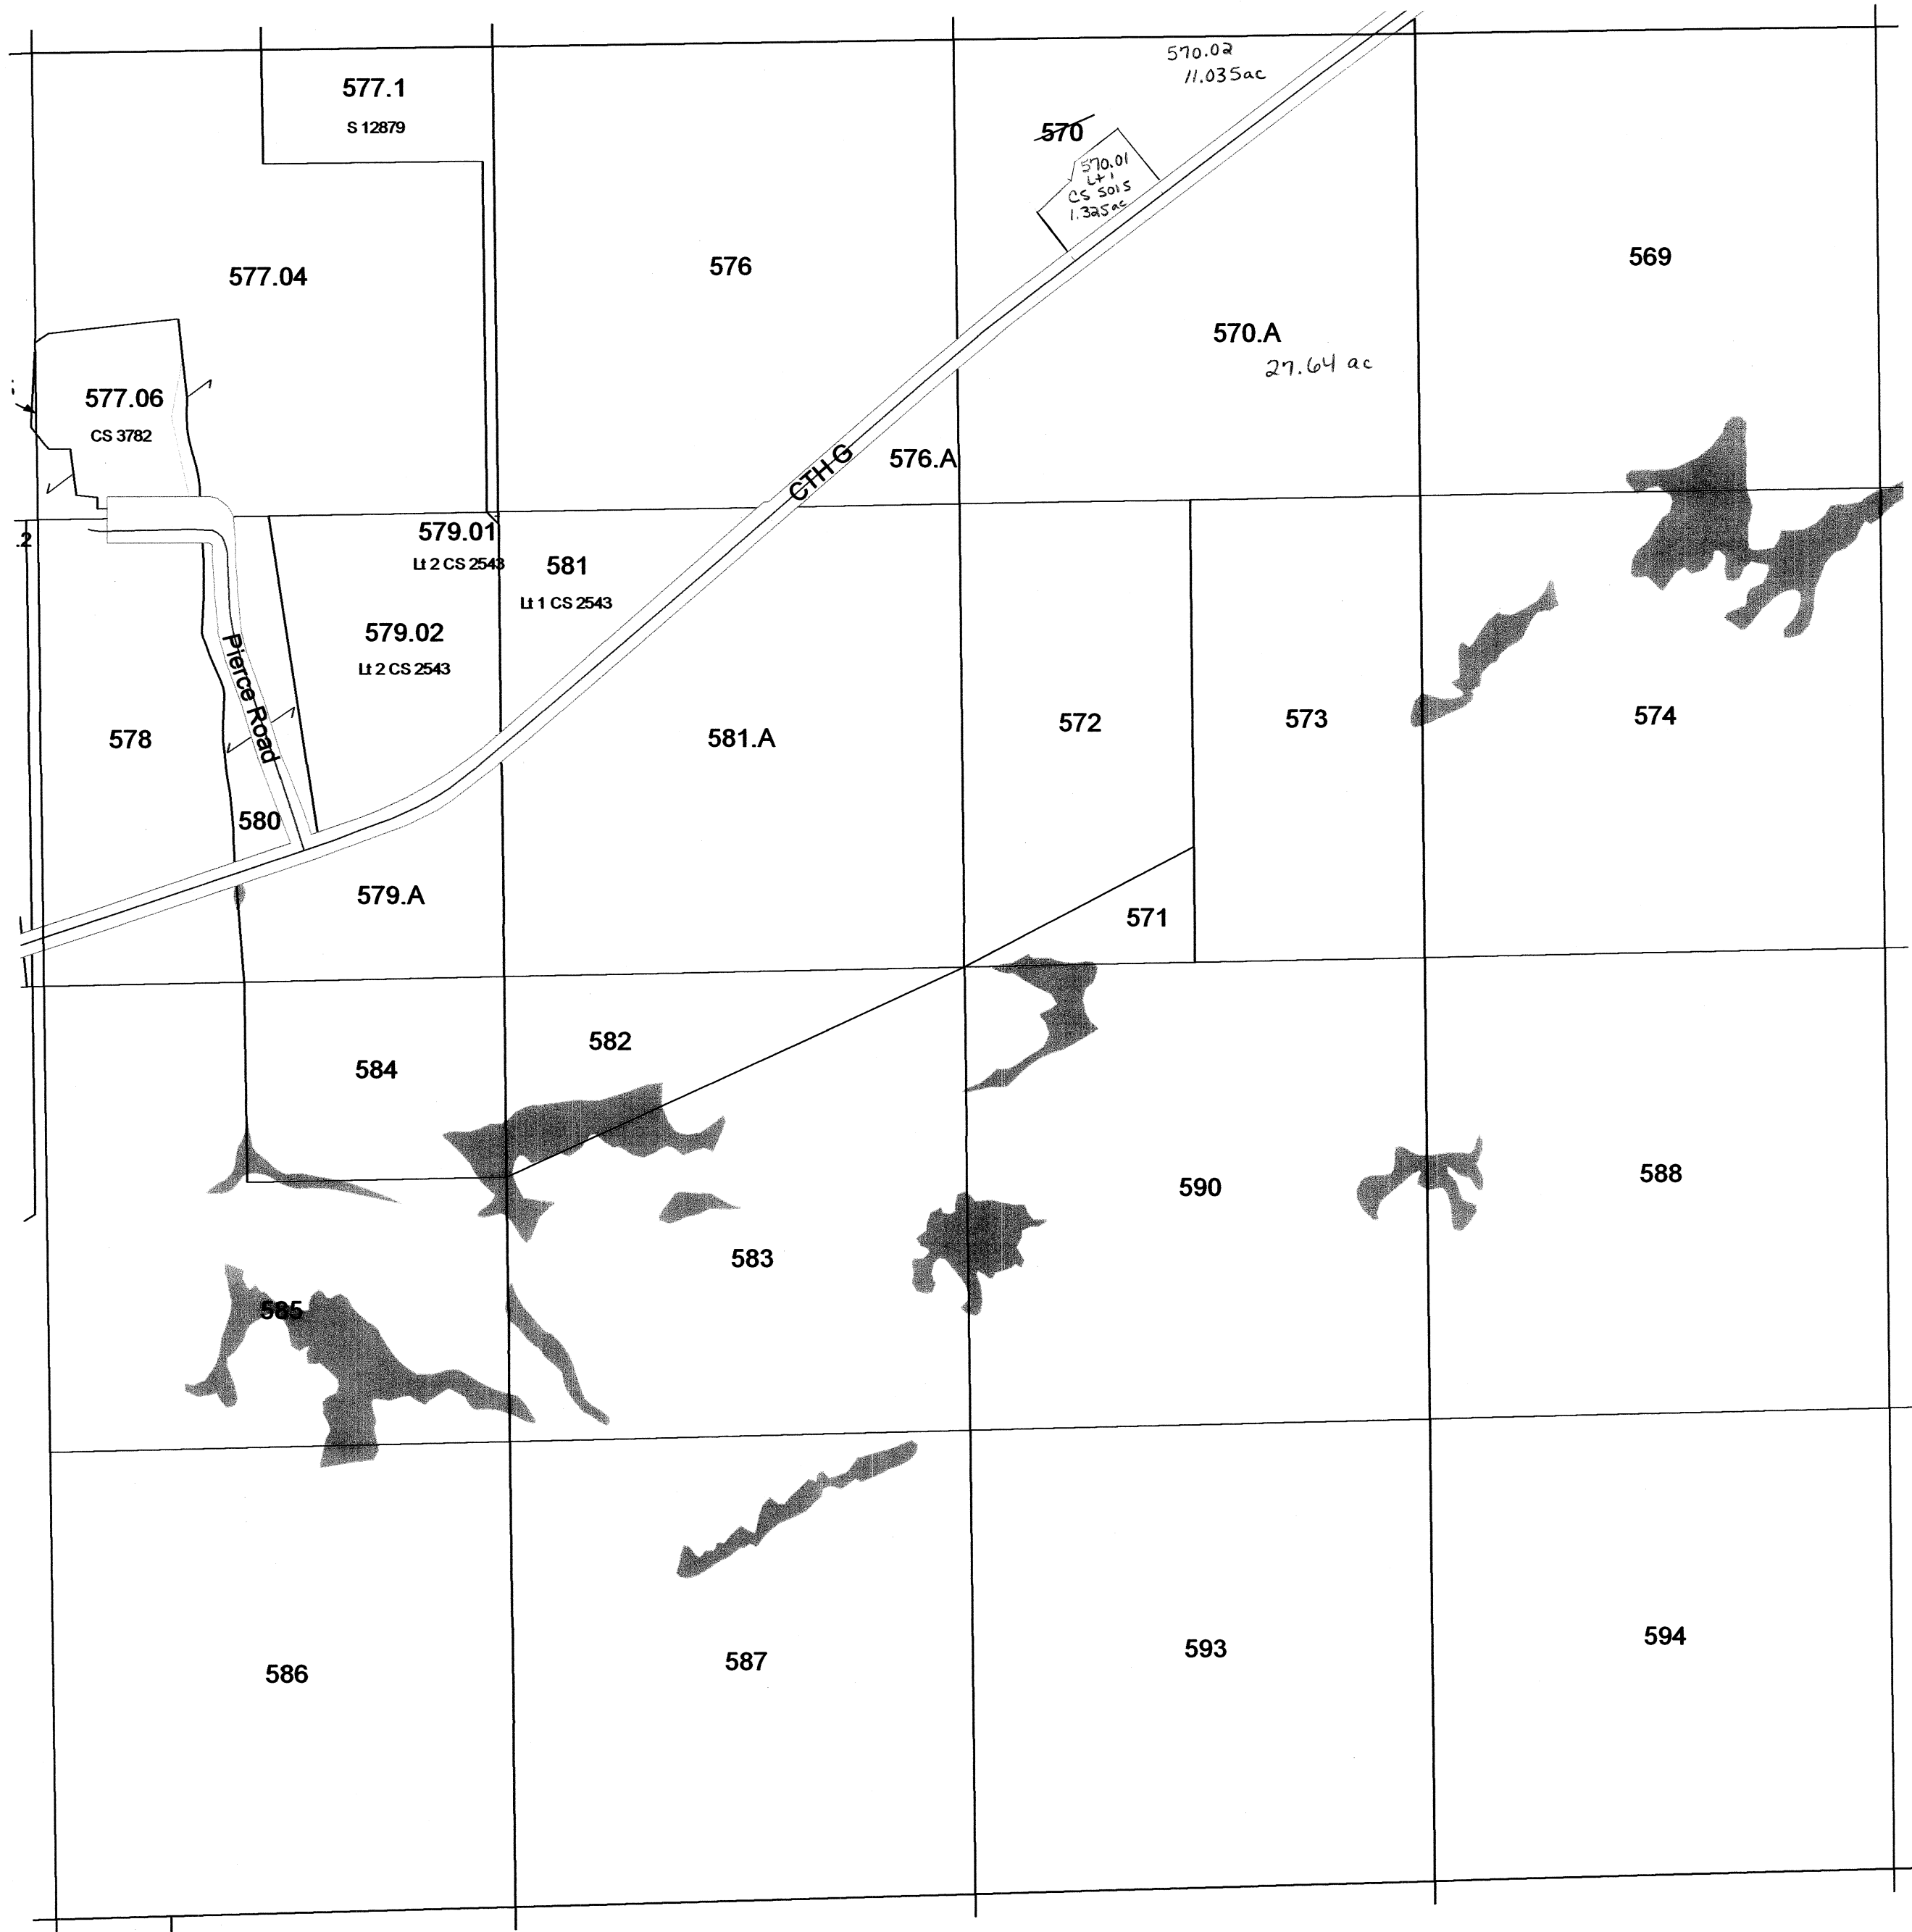 570.02
11.035ac
577.1
S 12879
570
570.01
Lt 1
CS 5015
1.325ac
577.04
576
569
570.A
27.64 ac
577.06
CS 3782
576.A
CTH G
.2
579.01
Lt 2 CS 2543
581
Lt 1 CS 2543
579.02
Lt 2 CS 2543
Pierce Road
578
581.A
572
573
574
580
579.A
571
582
584
590
588
583
585
586
587
593
594